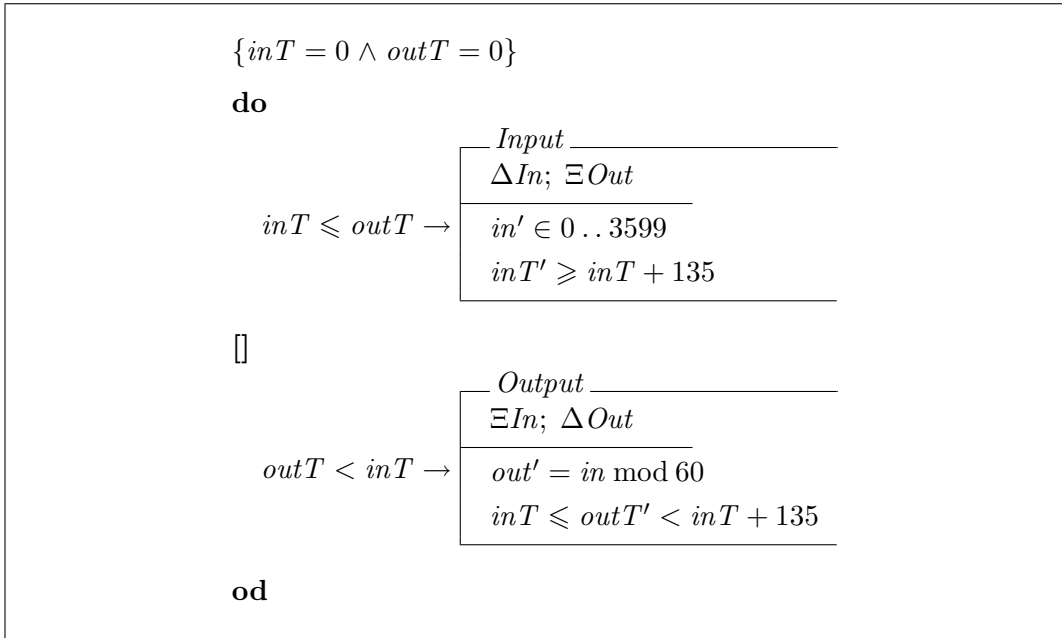 {inT = 0 ∧ outT = 0}
do
Input
ΔIn; ΞOut
inT ⩽ outT →
in′ ∈ 0 . . 3599
inT′ ⩾ inT + 135
[]
Output
ΞIn; ΔOut
outT < inT →
out′ = in mod 60
inT ⩽ outT′ < inT + 135
od